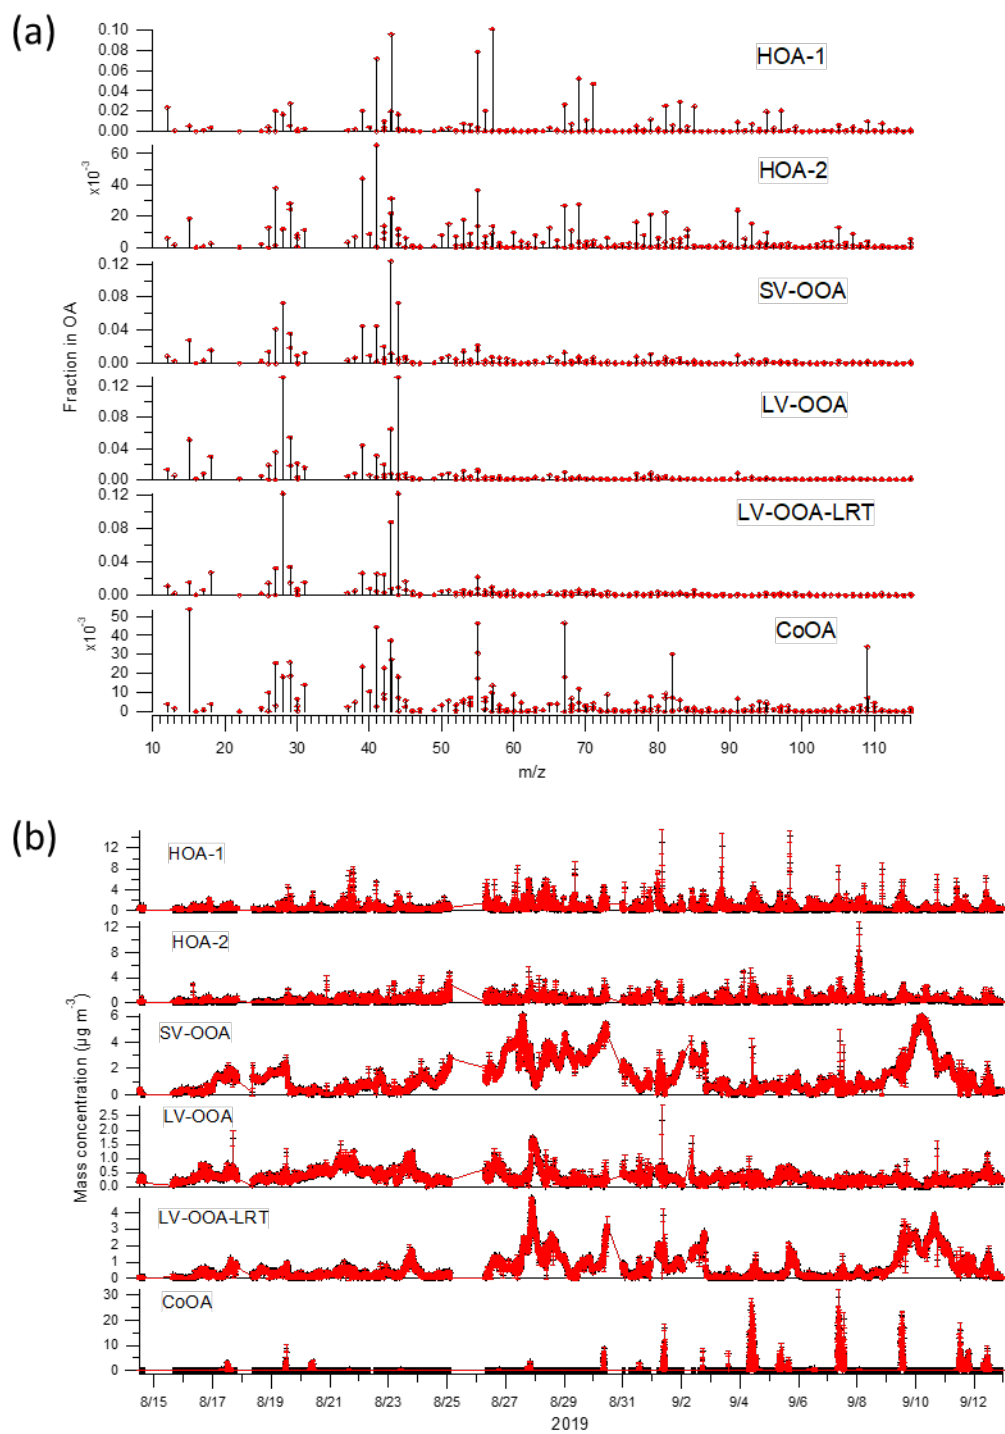 (a)
0.10
0.08
0.06
0.04
0.02
0.00
HOA-1
x10⁻³
60
40
20
0
HOA-2
Fraction in OA
0.12
0.08
0.04
0.00
SV-OOA
0.12
0.08
0.04
0.00
LV-OOA
0.12
0.08
0.04
0.00
LV-OOA-LRT
x10⁻³
50
40
30
20
10
0
CoOA
10 20 30 40 50 60 70 80 90 100 110
m/z
(b)
Mass concentration (µg m⁻³)
12
8
4
0
HOA-1
12
8
4
0
HOA-2
6
4
2
0
SV-OOA
2.5
2.0
1.5
1.0
0.5
0.0
LV-OOA
4
3
2
1
0
LV-OOA-LRT
30
20
10
0
CoOA
8/15 8/17 8/19 8/21 8/23 8/25 8/27 8/29 8/31 9/2 9/4 9/6 9/8 9/10 9/12
2019